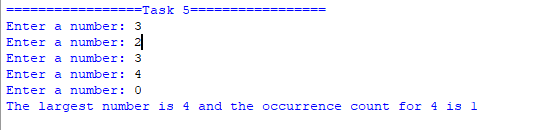 =================Task 5=================
Enter a number: 3
Enter a number: 2
Enter a number: 3
Enter a number: 4
Enter a number: 0
The largest number is 4 and the occurrence count for 4 is 1